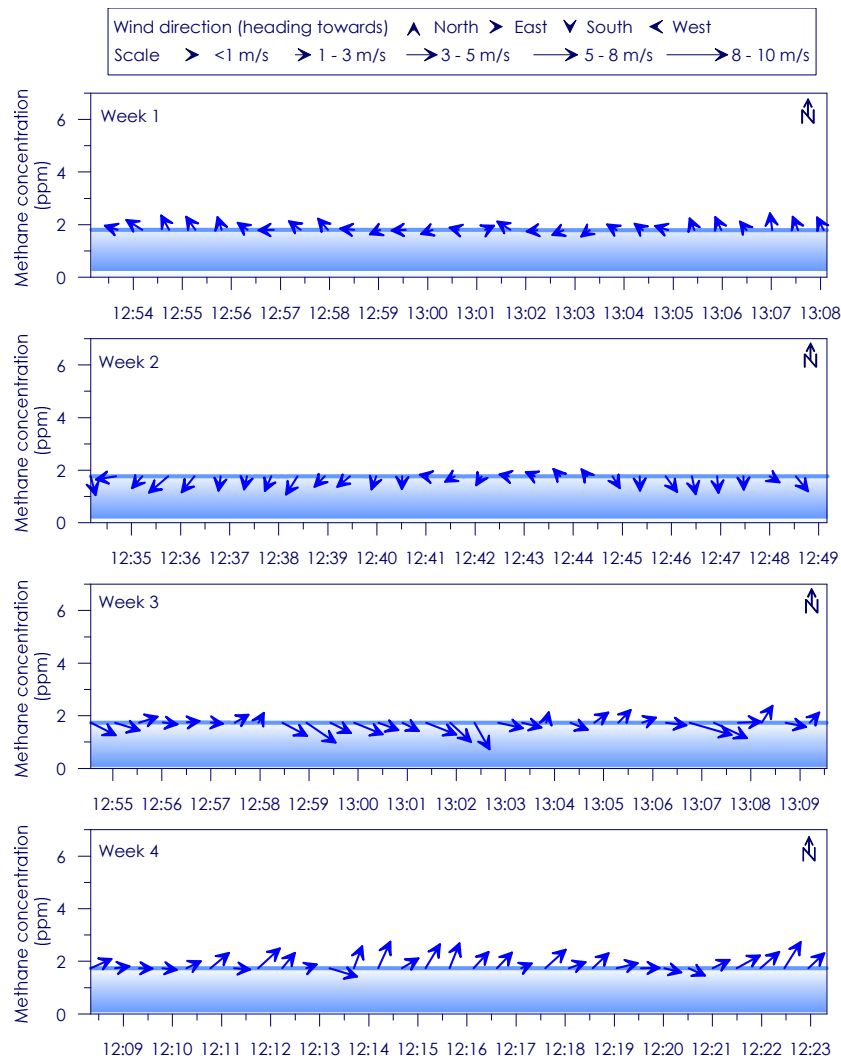 Wind direction (heading towards) North East South West
Scale <1 m/s 1 - 3 m/s 3 - 5 m/s 5 - 8 m/s 8 - 10 m/s
Methane concentration
(ppm)
Week 1
N
6
4
2
0
12:54 12:55 12:56 12:57 12:58 12:59 13:00 13:01 13:02 13:03 13:04 13:05 13:06 13:07 13:08
Methane concentration
(ppm)
Week 2
N
6
4
2
0
12:35 12:36 12:37 12:38 12:39 12:40 12:41 12:42 12:43 12:44 12:45 12:46 12:47 12:48 12:49
Methane concentration
(ppm)
Week 3
N
6
4
2
0
12:55 12:56 12:57 12:58 12:59 13:00 13:01 13:02 13:03 13:04 13:05 13:06 13:07 13:08 13:09
Methane concentration
(ppm)
Week 4
N
6
4
2
0
12:09 12:10 12:11 12:12 12:13 12:14 12:15 12:16 12:17 12:18 12:19 12:20 12:21 12:22 12:23